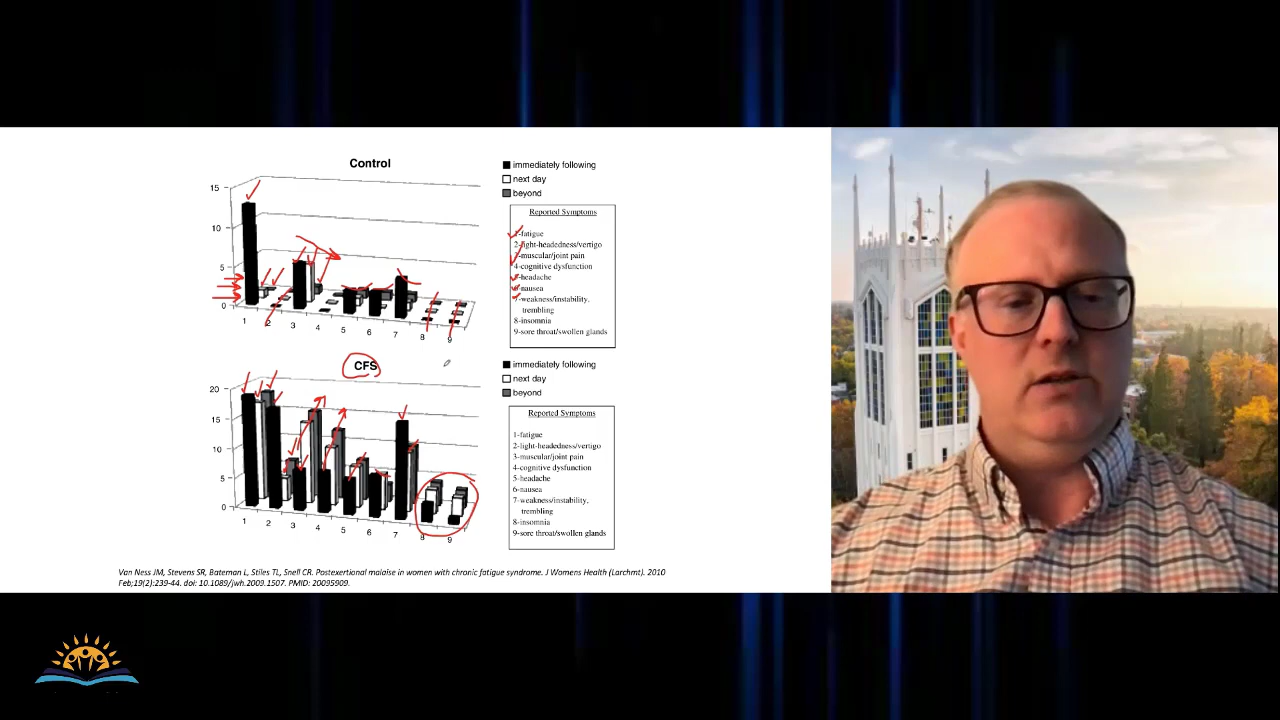 Control
15
10
5
0
1 2 3 4 5 6 7 8 9
immediately following
next day
beyond
Reported Symptoms
1-fatigue
2-light-headedness/vertigo
3-muscular/joint pain
4-cognitive dysfunction
5-headache
6-nausea
7-weakness/instability,
trembling
8-insomnia
9-sore throat/swollen glands
CFS
20
15
10
5
0
1 2 3 4 5 6 7 8 9
immediately following
next day
beyond
Reported Symptoms
1-fatigue
2-light-headedness/vertigo
3-muscular/joint pain
4-cognitive dysfunction
5-headache
6-nausea
7-weakness/instability,
trembling
8-insomnia
9-sore throat/swollen glands
Van Ness JM, Stevens SR, Bateman L, Stiles TL, Snell CR. Postexertional malaise in women with chronic fatigue syndrome. J Womens Health (Larchmt). 2010
Feb;19(2):239-44. doi: 10.1089/jwh.2009.1507. PMID: 20095909.